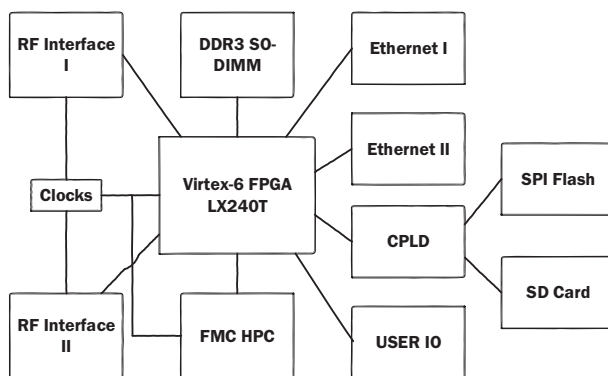 RF Interface
I
DDR3 SO-
DIMM
Ethernet I
Ethernet II
SPI Flash
Clocks
Virtex-6 FPGA
LX240T
CPLD
SD Card
RF Interface
II
FMC HPC
USER IO